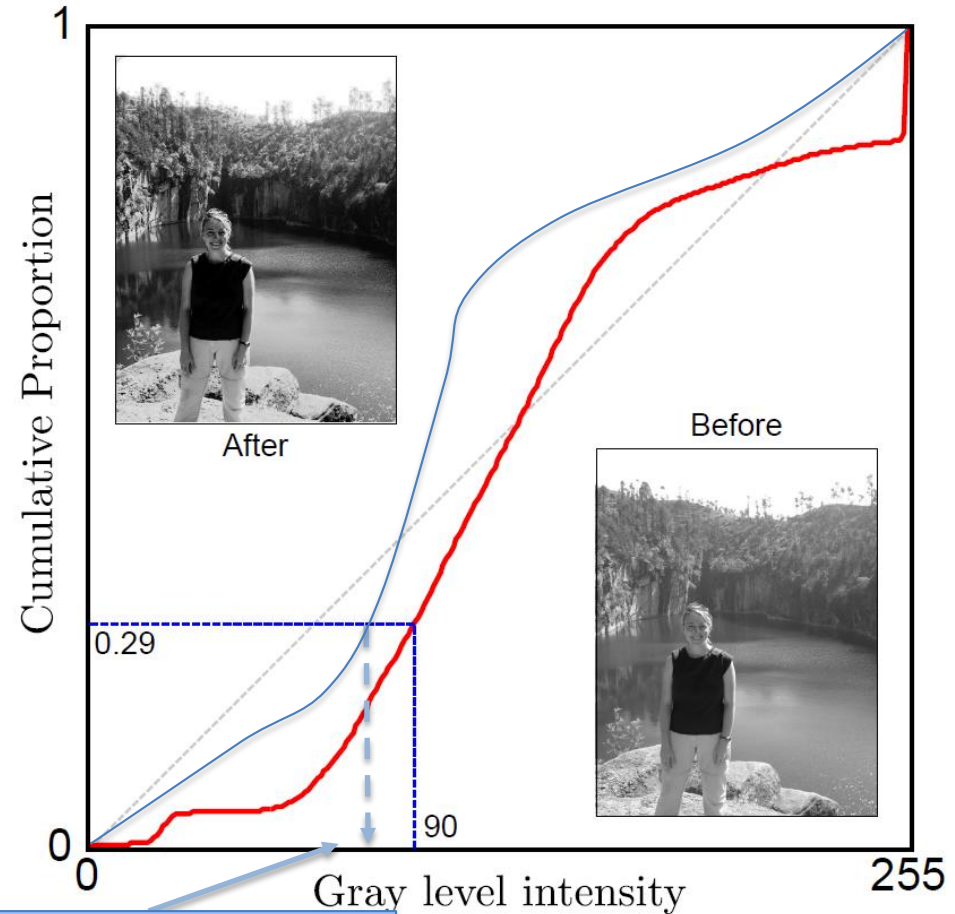 1
Cumulative Proportion
After
Before
0.29
90
0
0
Gray level intensity
255